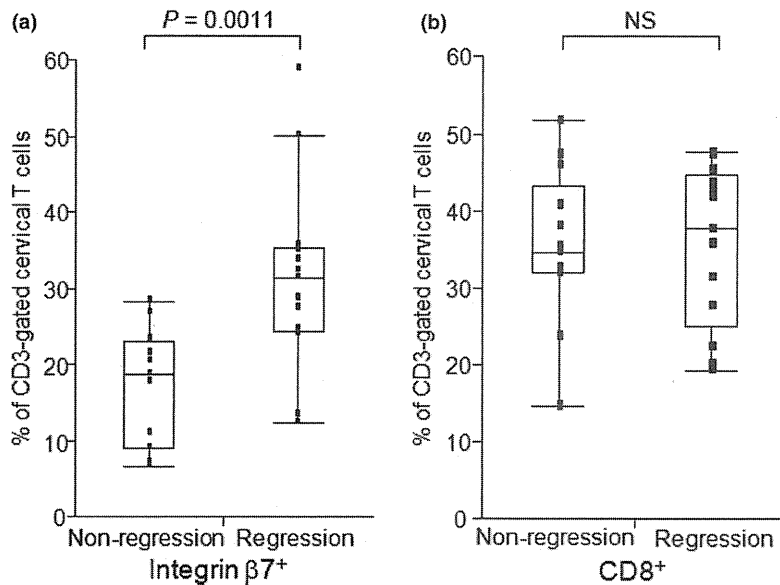 (a)
P = 0.0011
% of CD3-gated cervical T cells
60
50
40
30
20
10
0
Non-regression
Regression
Integrin β7⁺
(b)
NS
% of CD3-gated cervical T cells
60
50
40
30
20
10
0
Non-regression
Regression
CD8⁺